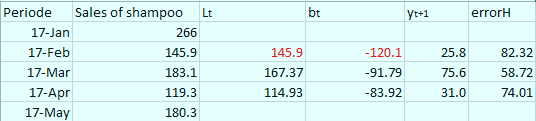 Periode Sales of shampoo Lt bt yt+1 errorH
17-Jan 266
17-Feb 145.9 145.9 -120.1 25.8 82.32
17-Mar 183.1 167.37 -91.79 75.6 58.72
17-Apr 119.3 114.93 -83.92 31.0 74.01
17-May 180.3